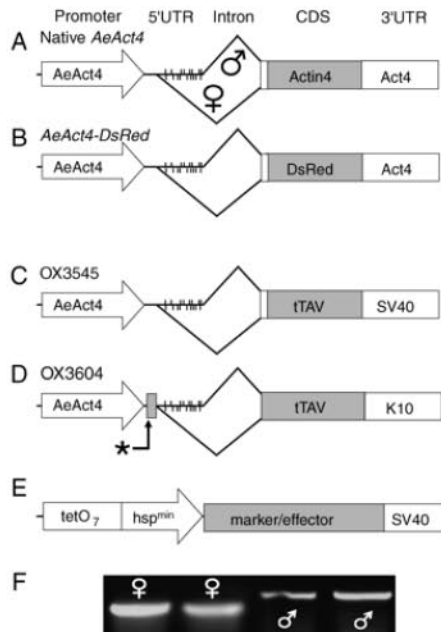 Promoter 5'UTR Intron CDS 3'UTR
A Native AeAct4
AeAct4 ♂ ♀ Actin4 Act4
B AeAct4-DsRed
AeAct4 DsRed Act4
C OX3545
AeAct4 tTAV SV40
D OX3604
AeAct4 tTAV K10
*
E
tetO₇ hspᵐⁱⁿ marker/effector SV40
F ♀ ♀ ♂ ♂